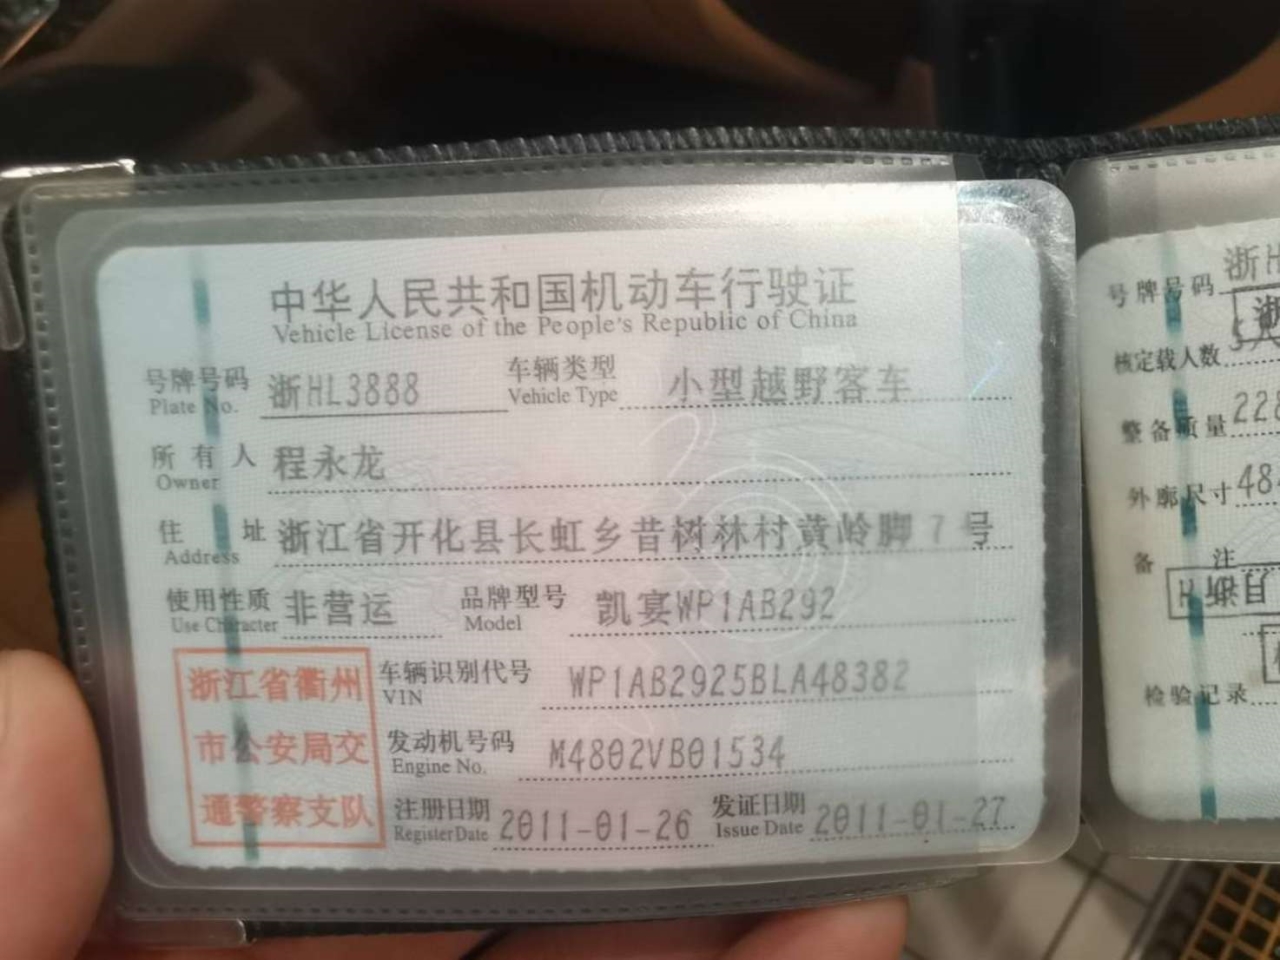 中华人民共和国机动车行驶证
Vehicle License of the People's Republic of China
号牌号码 浙HL3888 车辆类型 小型越野客车
Plate No. Vehicle Type
所有人 程永龙
Owner
住址 浙江省开化县长虹乡昔树林村黄岭脚7号
Address
使用性质 非营运 品牌型号 凯宴WP1AB292
Use Character Model
浙江省衢州
市公安局交
通警察支队
车辆识别代号 WP1AB2925BLA48382
VIN
发动机号码 M4802VB01534
Engine No.
注册日期 2011-01-26 发证日期 2011-01-27
Register Date Issue Date
号牌号码 浙H
核定载人数 5人
整备质量 228
外廓尺寸 484
备注
检验记录